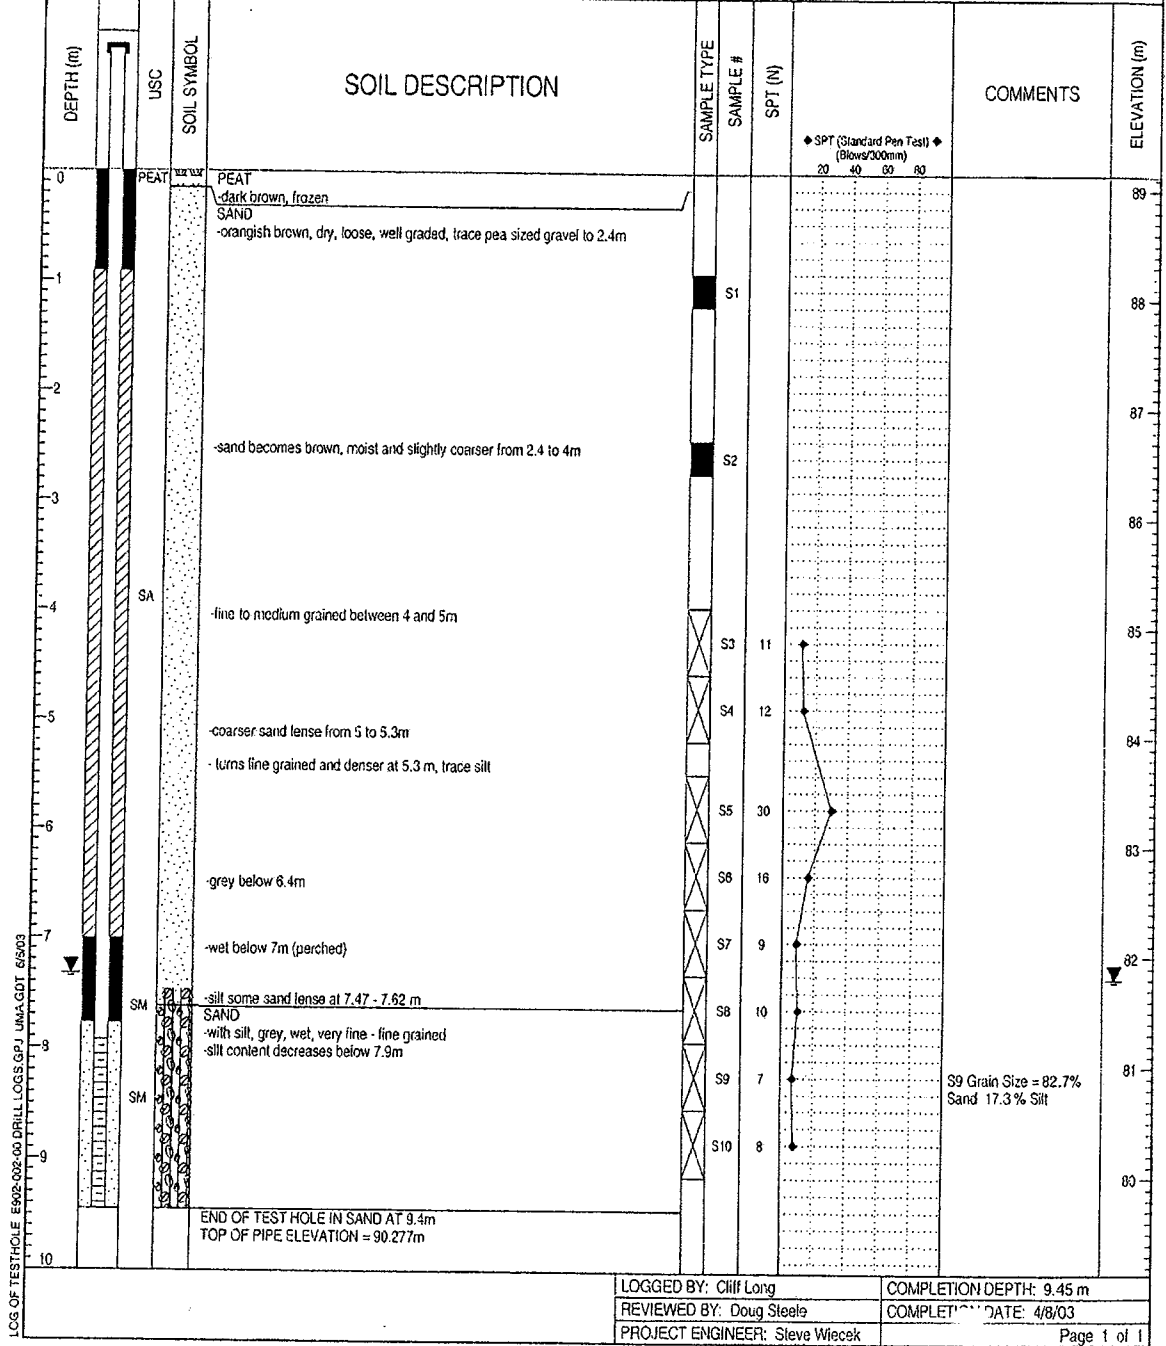 DEPTH (m)
USC
SOIL SYMBOL
SOIL DESCRIPTION
SAMPLE TYPE
SAMPLE #
SPT (N)
◆ SPT (Standard Pen Test) ◆
(Blows/300mm)
20 40 60 80
COMMENTS
ELEVATION (m)
0
PEAT
PEAT
-dark brown, frozen
SAND
-orangish brown, dry, loose, well graded, trace pea sized gravel to 2.4m
89
1
S1
88
2
87
-sand becomes brown, moist and slightly coarser from 2.4 to 4m
S2
3
86
4
SA
-fine to medium grained between 4 and 5m
85
S3 11
5
S4 12
-coarser sand lense from 5 to 5.3m
84
- turns fine grained and denser at 5.3 m, trace silt
S5 30
6
83
-grey below 6.4m
S6 16
7
-wet below 7m (perched)
S7 9
82
SM
-silt some sand lense at 7.47 - 7.62 m
S8 10
SAND
-with silt, grey, wet, very fine - fine grained
8
-silt content decreases below 7.9m
81
S9 7
S9 Grain Size = 82.7%
Sand 17.3% Silt
SM
S10 8
9
80
END OF TEST HOLE IN SAND AT 9.4m
TOP OF PIPE ELEVATION = 90.277m
10
LOG OF TESTHOLE E902-002-00 DRILL LOGS.GPJ UMA.GDT 6/5/03
LOGGED BY: Cliff Long
COMPLETION DEPTH: 9.45 m
REVIEWED BY: Doug Steele
DATE: 4/8/03
PROJECT ENGINEER: Steve Wiecek
Page 1 of 1